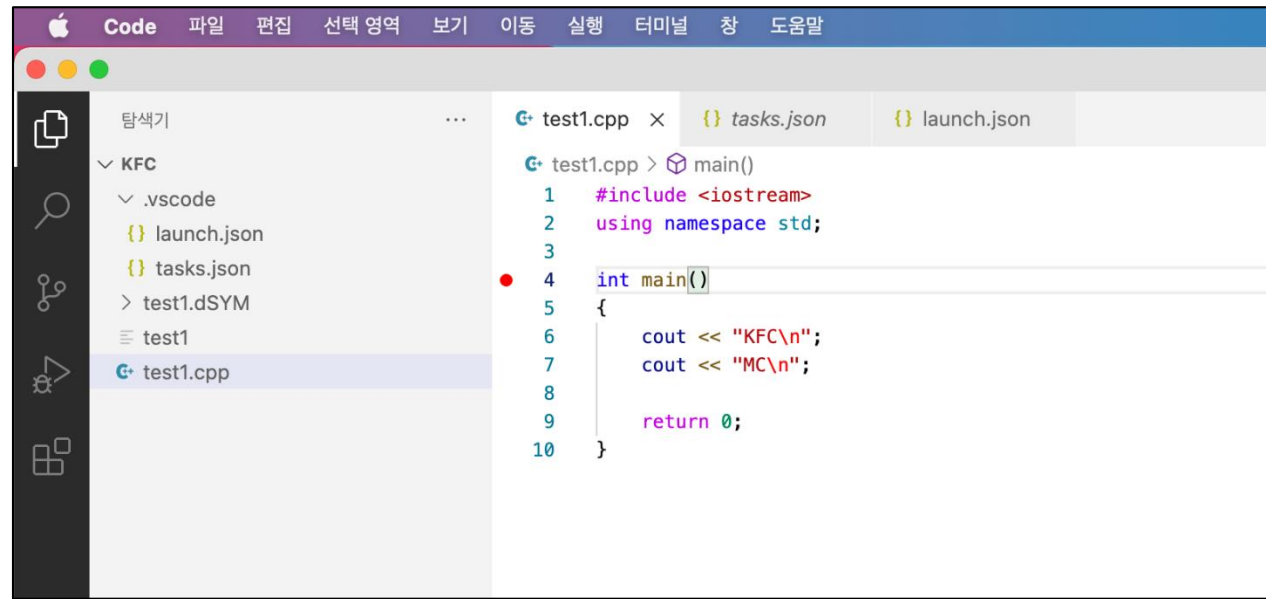 Code 파일 편집 선택 영역 보기 이동 실행 터미널 창 도움말
탐색기 ...
KFC
.vscode
{} launch.json
{} tasks.json
test1.dSYM
test1
test1.cpp
test1.cpp {} tasks.json {} launch.json
test1.cpp > main()
1 #include <iostream>
2 using namespace std;
3
4 int main()
5 {
6 cout << "KFC\n";
7 cout << "MC\n";
8
9 return 0;
10 }